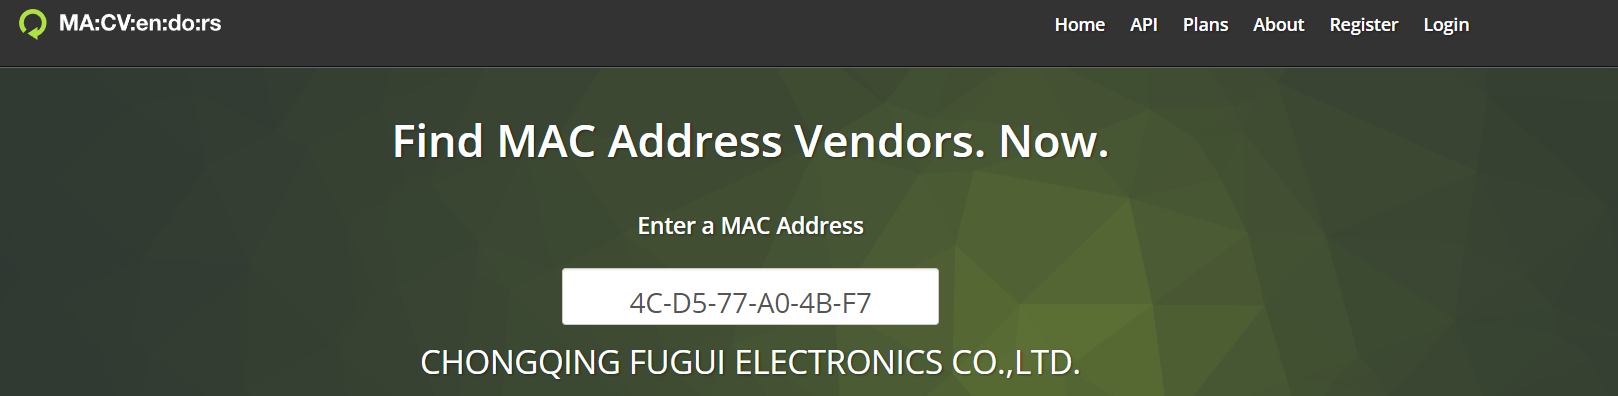 MA:CV:en:do:rs
Home API Plans About Register Login
Find MAC Address Vendors. Now.
Enter a MAC Address
4C-D5-77-A0-4B-F7
CHONGQING FUGUI ELECTRONICS CO.,LTD.